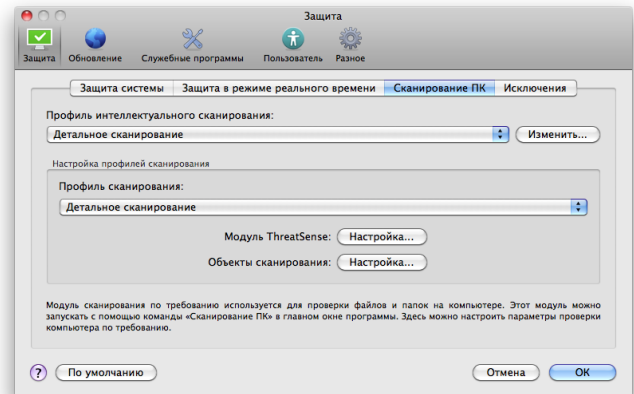 Защита
Защита Обновление Служебные программы Пользователь Разное
Защита системы Защита в режиме реального времени Сканирование ПК Исключения
Профиль интеллектуального сканирования:
Детальное сканирование Изменить...
Настройка профилей сканирования
Профиль сканирования:
Детальное сканирование
Модуль ThreatSense: Настройка...
Объекты сканирования: Настройка...
Модуль сканирования по требованию используется для проверки файлов и папок на компьютере. Этот модуль можно
запускать с помощью команды «Сканирование ПК» в главном окне программы. Здесь можно настроить параметры проверки
компьютера по требованию.
? По умолчанию Отмена OK